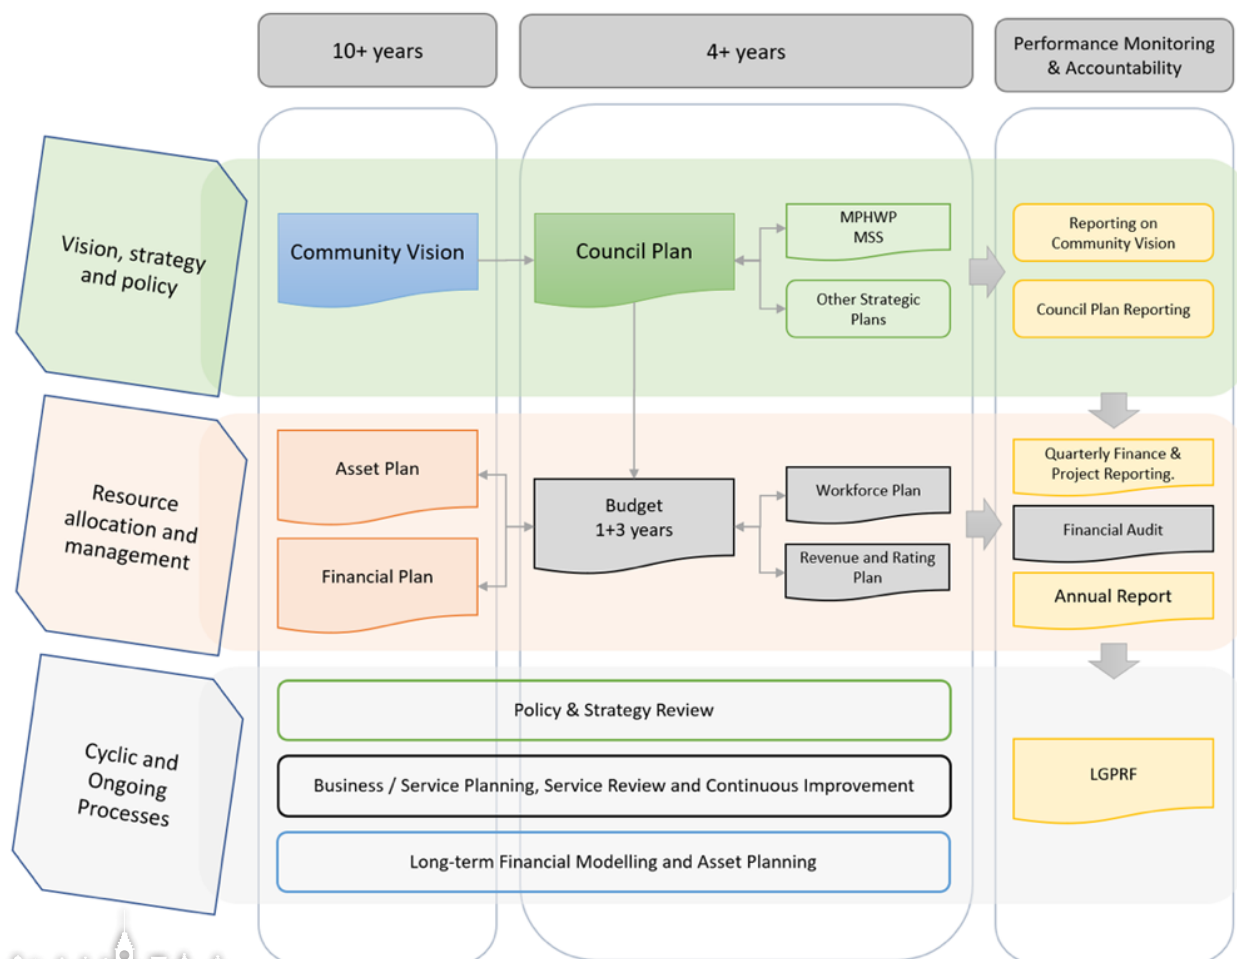 10+ years
4+ years
Performance Monitoring
& Accountability
Vision, strategy
and policy
Community Vision
Council Plan
MPHWP
MSS
Other Strategic
Plans
Reporting on
Community Vision
Council Plan Reporting
Resource
allocation and
management
Asset Plan
Financial Plan
Budget
1+3 years
Workforce Plan
Revenue and Rating
Plan
Quarterly Finance &
Project Reporting.
Financial Audit
Annual Report
Cyclic and
Ongoing
Processes
Policy & Strategy Review
Business / Service Planning, Service Review and Continuous Improvement
Long-term Financial Modelling and Asset Planning
LGPRF